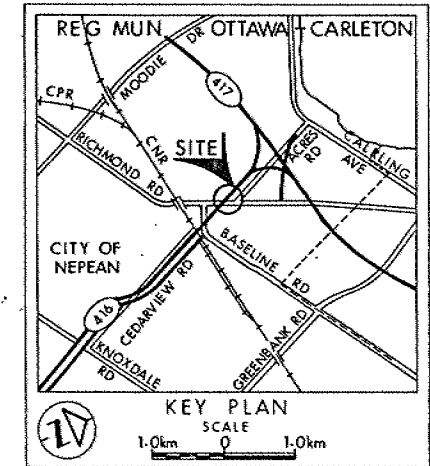 REG MUN OTTAWA - CARLETON
MOODIE DR
417
CPR
CNR
RICHMOND RD
SITE
ACRES RD
CARLING AVE
CITY OF
NEPEAN
BASELINE RD
CEDARVIEW RD
416
KNOXDALE RD
GREENBANK RD
KEY PLAN
SCALE
1.0km 0 1.0km
N